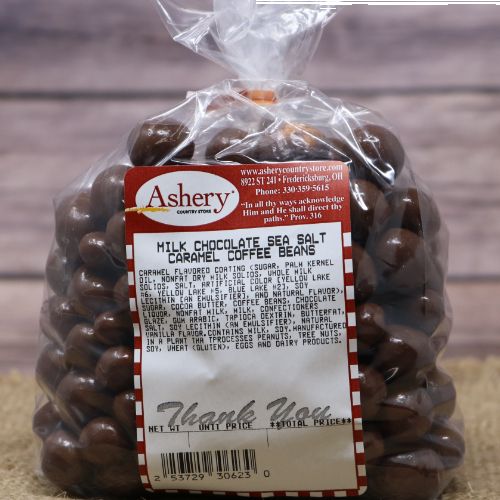 Ashery
COUNTRY STORE
www.asherycountrystore.com
8922 ST 241 • Fredericksburg, OH
Phone: 330-359-5615
"In all thy ways acknowledge
Him and He shall direct thy
paths." Prov. 316
MILK CHOCOLATE SEA SALT
CARAMEL COFFEE BEANS
CARAMEL FLAVORED COATING (SUGAR, PALM KERNEL
OIL, NONFAT DRY MILK SOLIDS, WHOLE MILK
SOLIDS, SALT, ARTIFICIAL COLOR (YELLOW LAKE
#6, YELLOW LAKE #5, BLUE LAKE #2), SOY
LECITHIN (AN EMULSIFIER), AND NATURAL FLAVOR),
SUGAR, COCOA BUTTER, COFFEE BEANS, CHOCOLATE
LIQUOR, NONFAT MILK, MILK, CONFECTIONERS
GLAZE, GUM ARABIC, TAPIOCA DEXTRIN, BUTTERFAT,
SALT, SOY LECITHIN (AN EMULSIFIER), NATURAL
VANILLA FLAVOR.CONTAINS MILK, SOY.MANUFACTURED
IN A PLANT THA TPROCESSES PEANUTS, TREE NUTS,
SOY, WHEAT (GLUTEN), EGGS AND DAIRY PRODUCTS.
Thank You
NET WT UNIT PRICE **TOTAL PRICE**
2 53729 30623 0